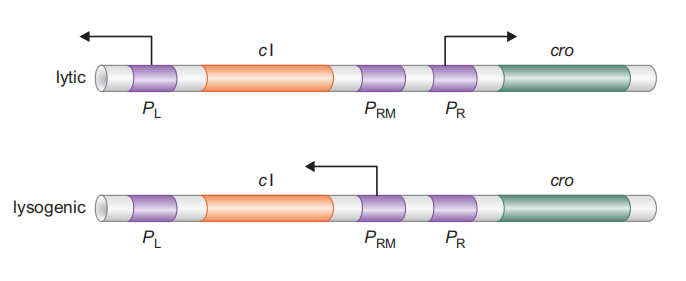 cI
cro
lytic
PL
PRM
PR
cI
cro
lysogenic
PL
PRM
PR